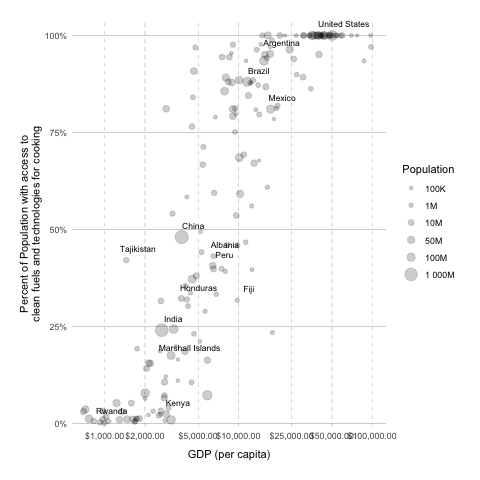 United States
100%
Argentina
Brazil
Mexico
75%
Percent of Population with access to
clean fuels and technologies for cooking
Population
100K
1M
10M
50M
100M
1 000M
50%
China
Tajikistan
Albania
Peru
Honduras
Fiji
25%
India
Marshall Islands
Rwanda
Kenya
0%
$1,000.00 $2,000.00 $5,000.00 $10,000.00 $25,000.00 $50,000.00 $100,000.00
GDP (per capita)